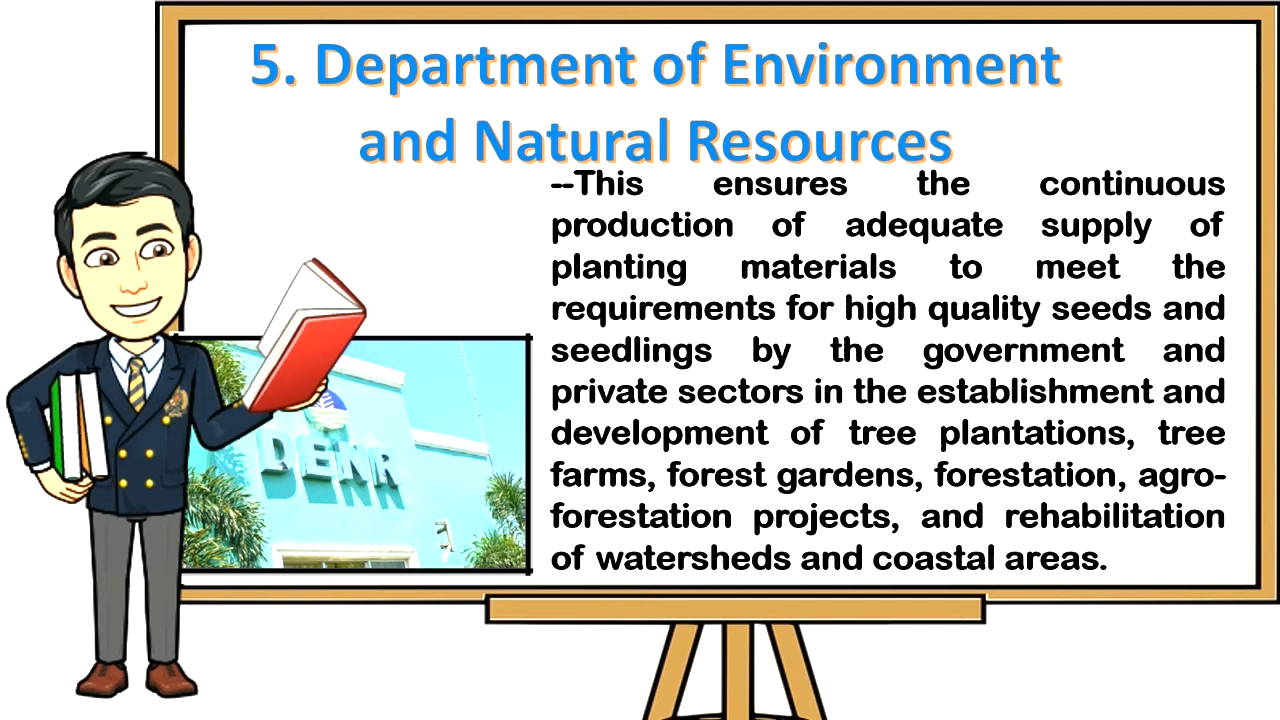 5. Department of Environment
and Natural Resources
--This ensures the continuous
production of adequate supply of
planting materials to meet the
requirements for high quality seeds and
seedlings by the government and
private sectors in the establishment and
development of tree plantations, tree
farms, forest gardens, forestation, agro-
forestation projects, and rehabilitation
of watersheds and coastal areas.
DENR